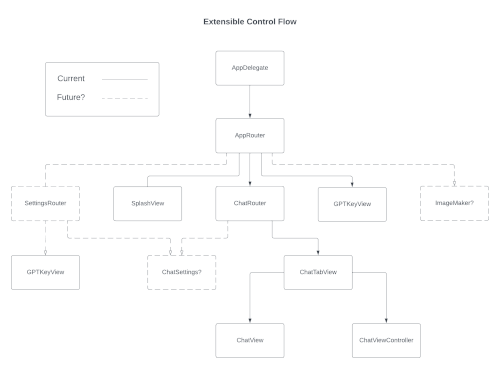 Extensible Control Flow
Current
Future?
AppDelegate
AppRouter
SettingsRouter
SplashView
ChatRouter
GPTKeyView
ImageMaker?
GPTKeyView
ChatSettings?
ChatTabView
ChatView
ChatViewController